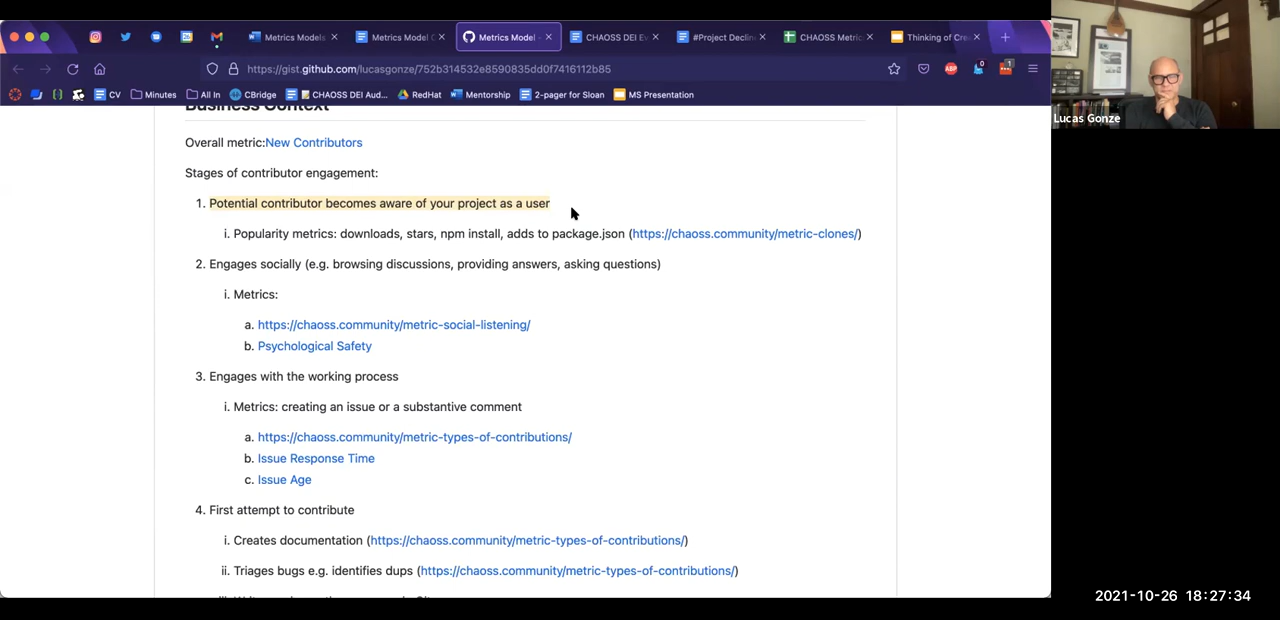 Metrics Models
Metrics Model C
Metrics Model
CHAOSS DEI Ev
#Project Declin
CHAOSS Metric
Thinking of Cre
https://gist.github.com/lucasgonze/752b314532e8590835dd0f7416112b85
ABP
0
1
CV
Minutes
All In
CBridge
CHAOSS DEI Aud...
RedHat
Mentorship
2-pager for Sloan
MS Presentation
Lucas Gonze
Business Context
Overall metric:New Contributors
Stages of contributor engagement:
1. Potential contributor becomes aware of your project as a user
i. Popularity metrics: downloads, stars, npm install, adds to package.json (https://chaoss.community/metric-clones/)
2. Engages socially (e.g. browsing discussions, providing answers, asking questions)
i. Metrics:
a. https://chaoss.community/metric-social-listening/
b. Psychological Safety
3. Engages with the working process
i. Metrics: creating an issue or a substantive comment
a. https://chaoss.community/metric-types-of-contributions/
b. Issue Response Time
c. Issue Age
4. First attempt to contribute
i. Creates documentation (https://chaoss.community/metric-types-of-contributions/)
ii. Triages bugs e.g. identifies dups (https://chaoss.community/metric-types-of-contributions/)
2021-10-26 18:27:34